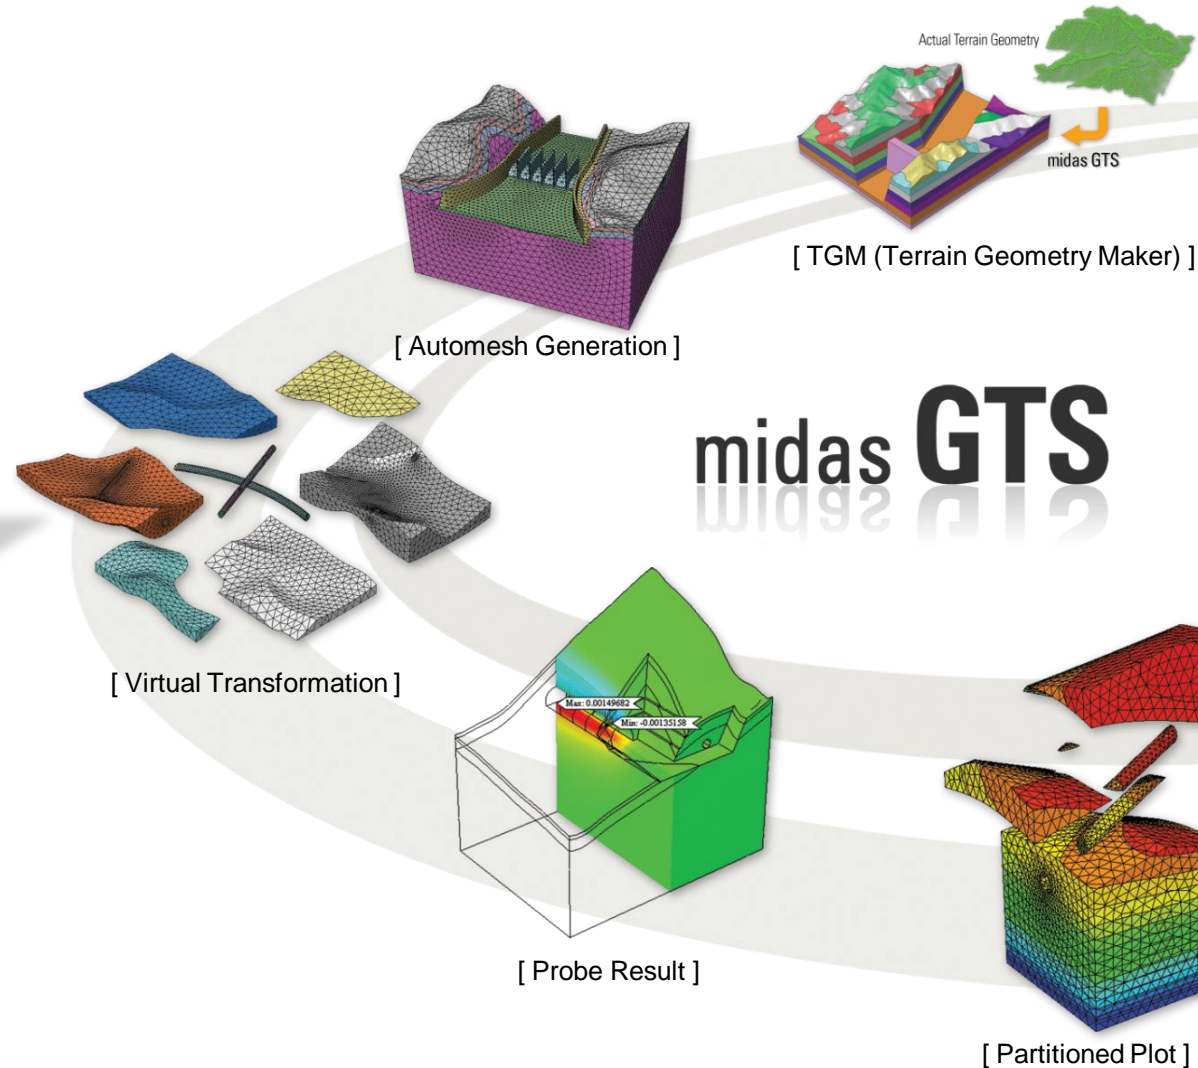 Actual Terrain Geometry
midas GTS
[ TGM (Terrain Geometry Maker) ]
[ Automesh Generation ]
midas GTS
[ Virtual Transformation ]
Max: 0.00149682
Min: -0.00135158
[ Probe Result ]
[ Partitioned Plot ]